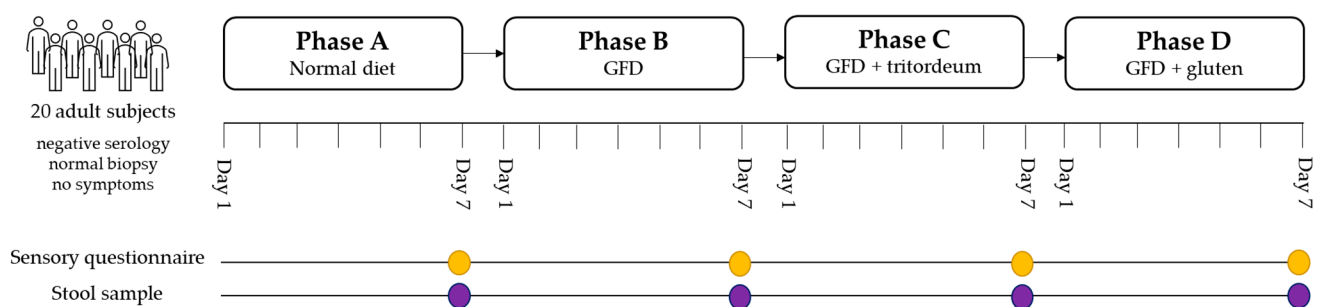 Phase A
Normal diet
Phase B
GFD
Phase C
GFD + tritordeum
Phase D
GFD + gluten
20 adult subjects
negative serology
normal biopsy
no symptoms
Day 1
Day 7
Day 1
Day 7
Day 1
Day 7
Day 1
Day 7
Sensory questionnaire
Stool sample